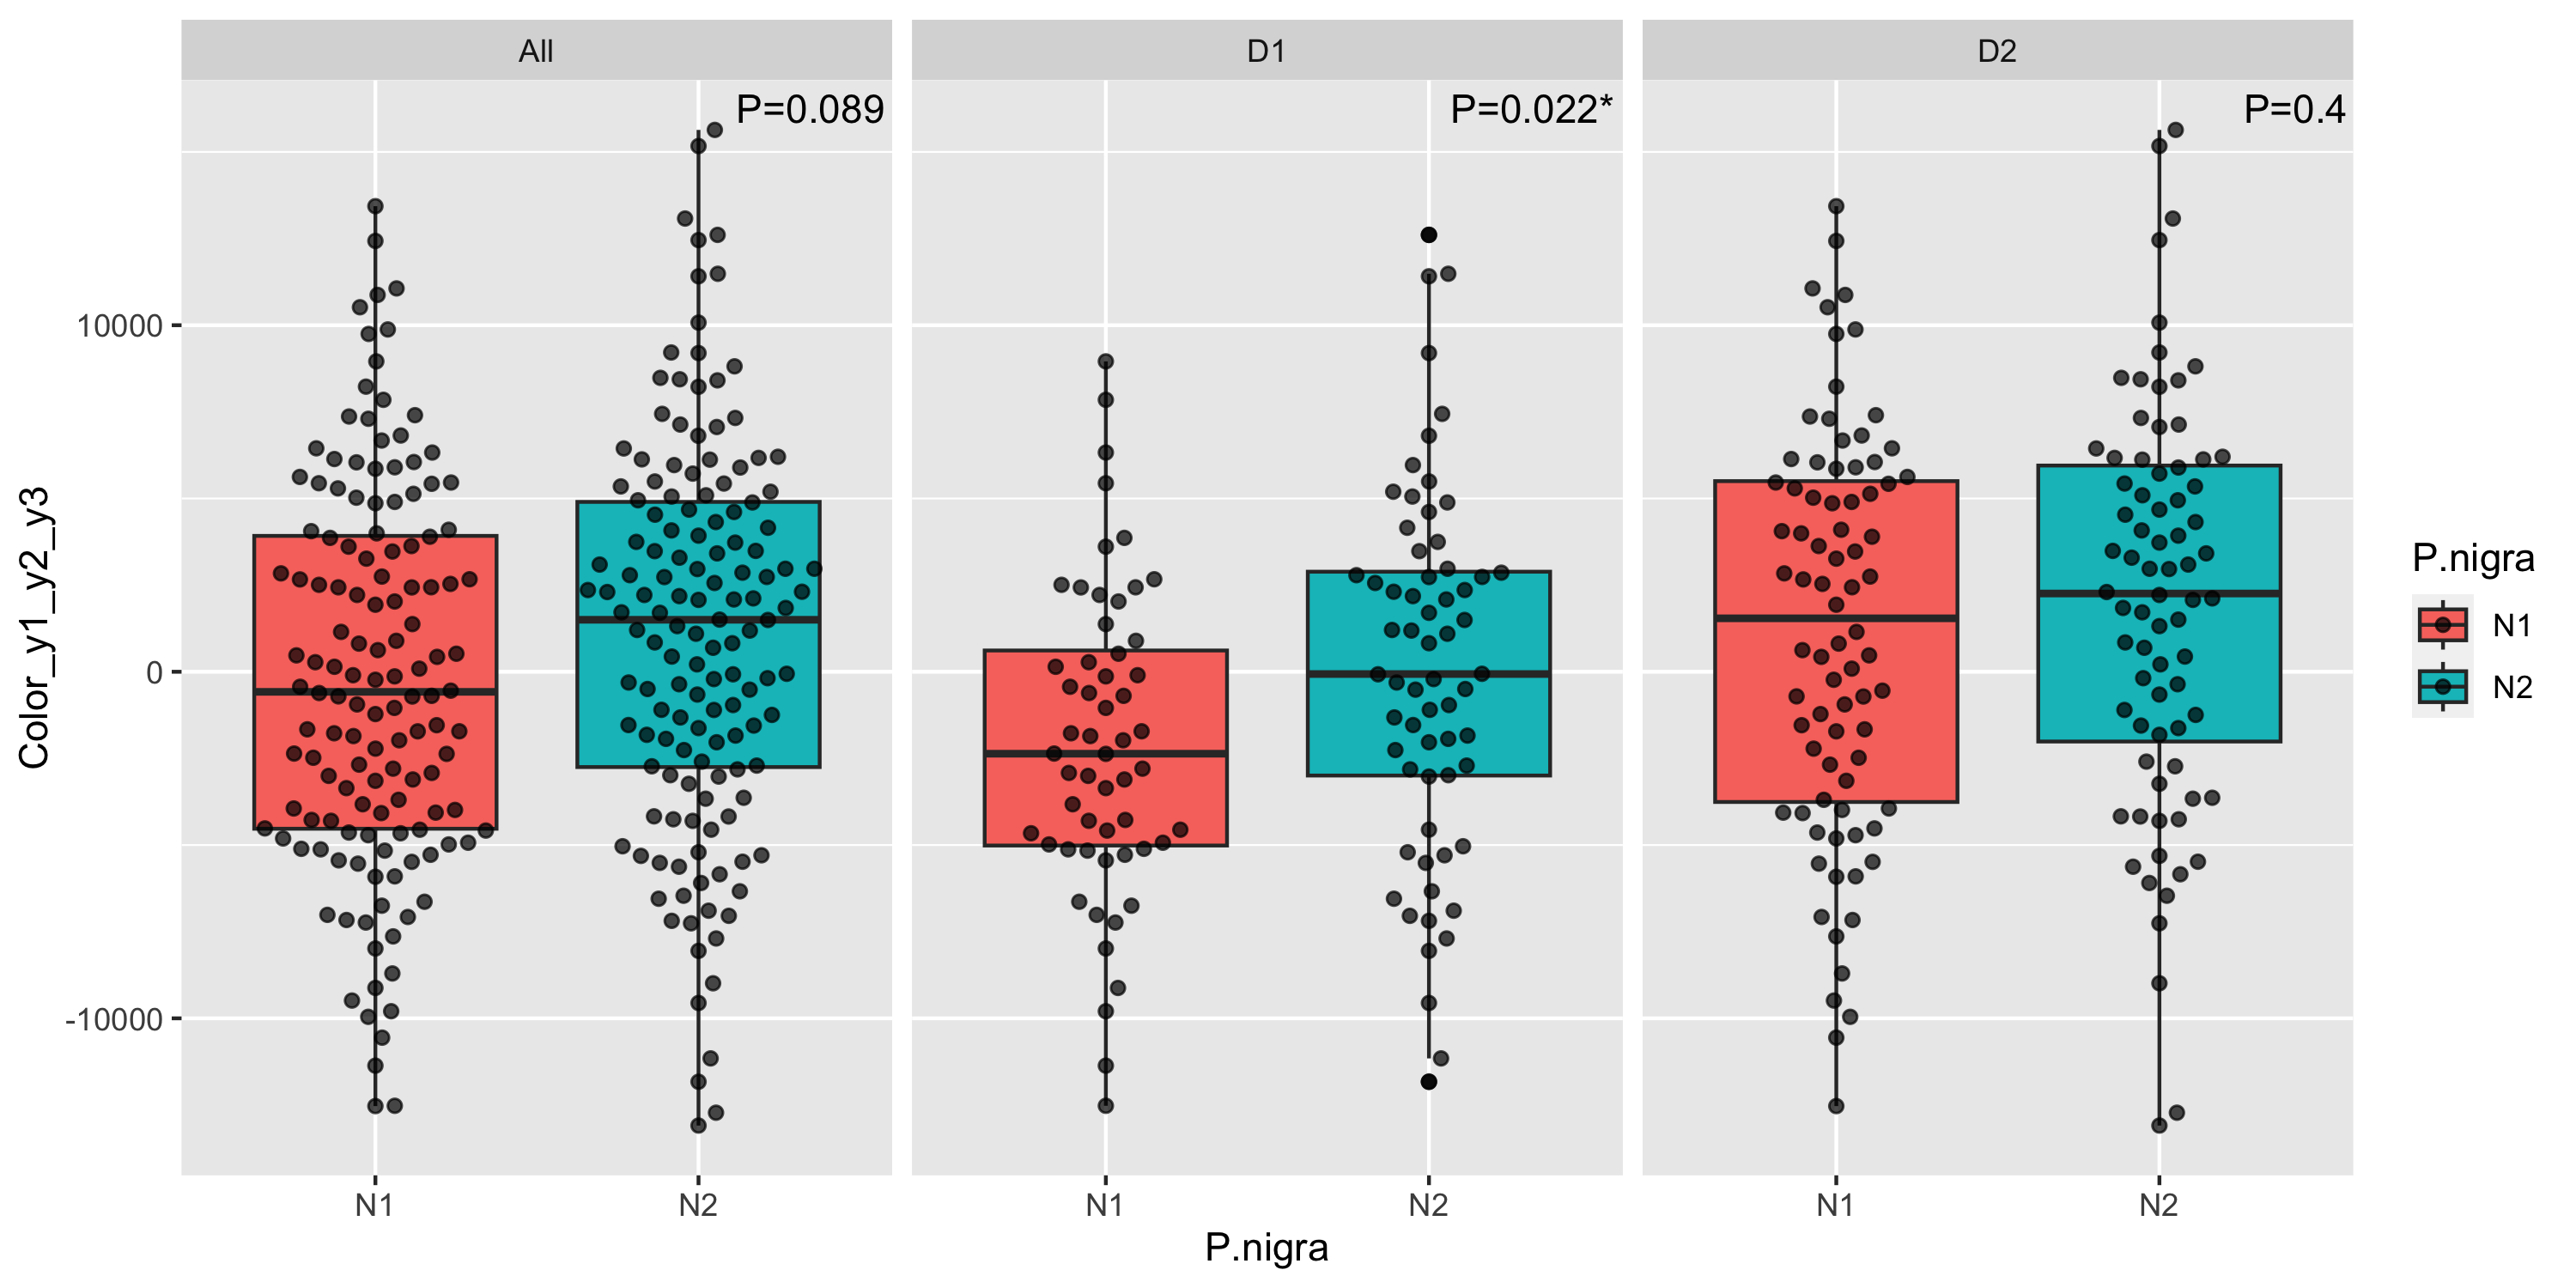 All
D1
D2
P=0.089
P=0.022*
P=0.4
Color_y1_y2_y3
10000
0
-10000
N1
N2
N1
N2
N1
N2
P.nigra
P.nigra
N1
N2